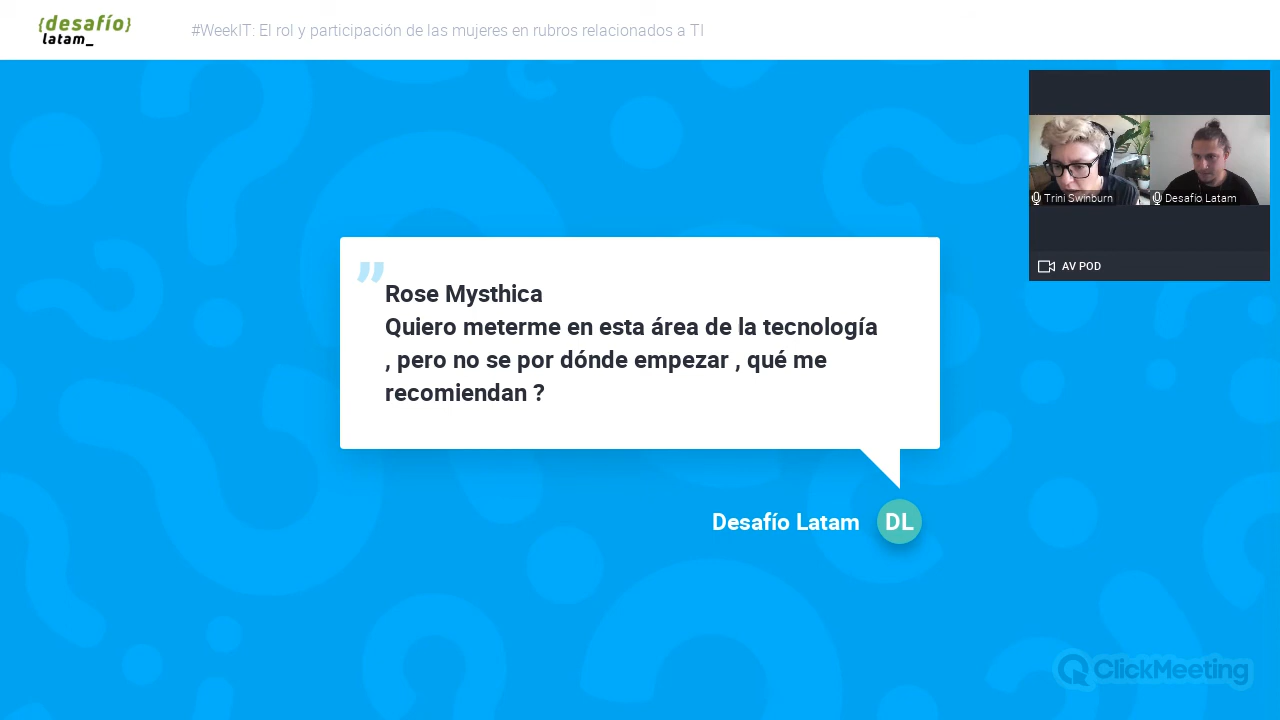 {desafío}
latam_
#WeekIT: El rol y participación de las mujeres en rubros relacionados a TI
Trini Swinburn
Desafío Latam
AV POD
”
Rose Mysthica
Quiero meterme en esta área de la tecnología
, pero no se por dónde empezar , qué me
recomiendan ?
Desafío Latam
DL
ClickMeeting